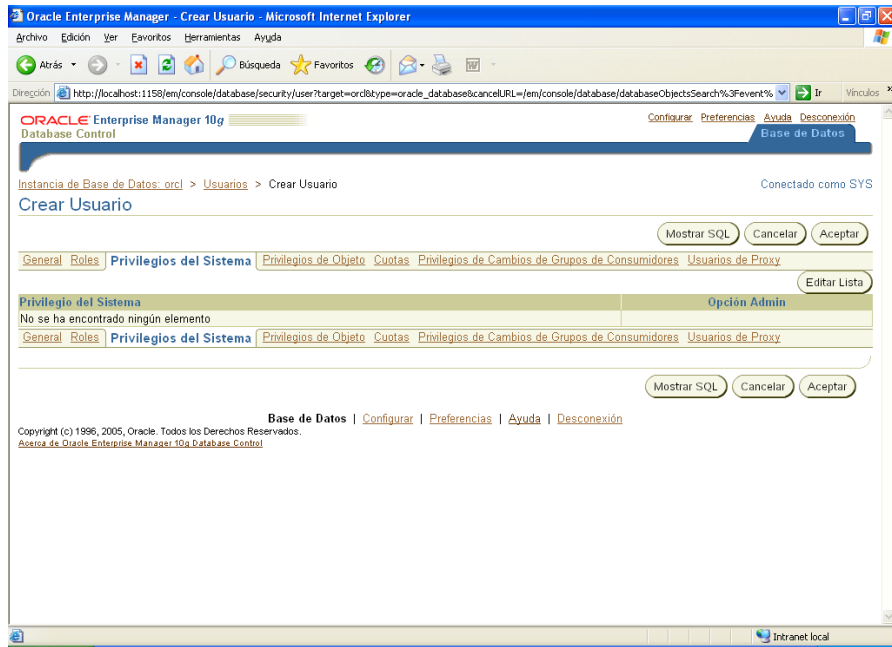 Oracle Enterprise Manager - Crear Usuario - Microsoft Internet Explorer
Archivo Edición Ver Favoritos Herramientas Ayuda
Atrás Búsqueda Favoritos
Dirección http://localhost:1158/em/console/database/security/user?target=orcl&type=oracle_database&cancelURL=/em/console/database/databaseObjectsSearch%3Fevent% Ir Vínculos »
ORACLE Enterprise Manager 10g
Database Control
Configurar Preferencias Ayuda Desconexión
Base de Datos
Instancia de Base de Datos: orcl > Usuarios > Crear Usuario Conectado como SYS
Crear Usuario
Mostrar SQL Cancelar Aceptar
General Roles Privilegios del Sistema Privilegios de Objeto Cuotas Privilegios de Cambios de Grupos de Consumidores Usuarios de Proxy
Editar Lista
Privilegio del Sistema Opción Admin
No se ha encontrado ningún elemento
General Roles Privilegios del Sistema Privilegios de Objeto Cuotas Privilegios de Cambios de Grupos de Consumidores Usuarios de Proxy
Mostrar SQL Cancelar Aceptar
Base de Datos | Configurar | Preferencias | Ayuda | Desconexión
Copyright (c) 1996, 2005, Oracle. Todos los Derechos Reservados.
Acerca de Oracle Enterprise Manager 10g Database Control
Intranet local